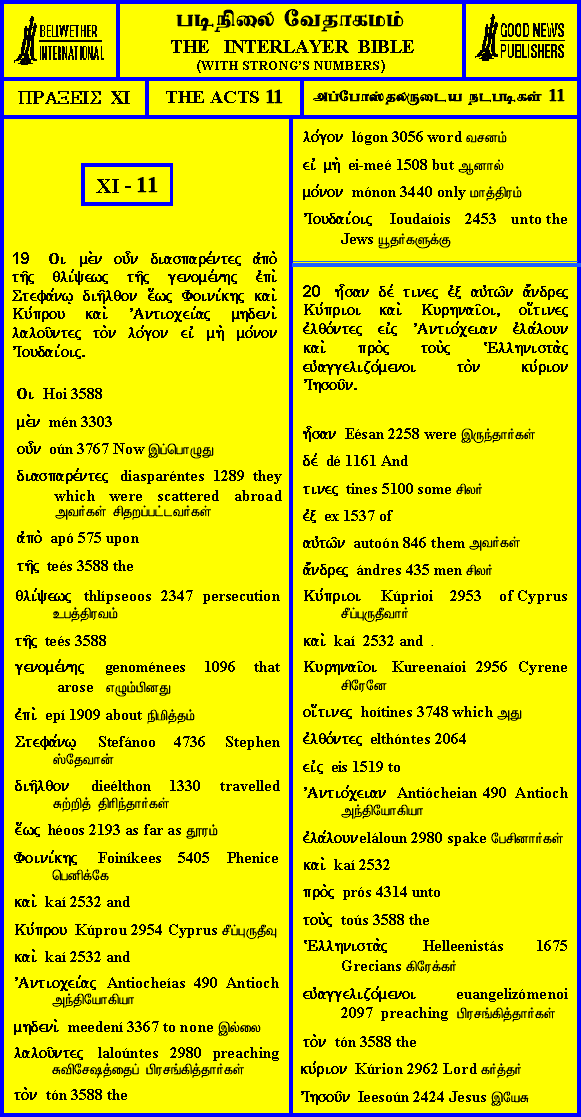 BELLWETHER
INTERNATIONAL
படிநிலை வேதாகமம்
THE INTERLAYER BIBLE
(WITH STRONG'S NUMBERS)
GOOD NEWS
PUBLISHERS
ΠΡΑΞΕΙΣ XI
THE ACTS 11
அப்போஸ்தலருடைய நடபடிகள் 11
XI - 11
19 Οι μὲν οὖν διασπαρέντες ἀπὸ
τῆς θλίψεως τῆς γενομένης ἐπὶ
Στεφάνῳ διῆλθον ἕως Φοινίκης καὶ
Κύπρου καὶ Ἀντιοχείας μηδενὶ
λαλοῦντες τὸν λόγον εἰ μὴ μόνον
Ἰουδαίοις.
Οι Hoi 3588
μὲν mén 3303
οὖν oún 3767 Now இப்பொழுது
διασπαρέντες diasparéntes 1289 they
which were scattered abroad
அவர்கள் சிதறப்பட்டவர்கள்
ἀπὸ apó 575 upon
τῆς teés 3588 the
θλίψεως thlípseoos 2347 persecution
உபத்திரவம்
τῆς teés 3588
γενομένης genoménees 1096 that
arose எழும்பினது
ἐπὶ epí 1909 about நிமித்தம்
Στεφάνῳ Stefánoo 4736 Stephen
ஸ்தேவான்
διῆλθον dieélthon 1330 travelled
சுற்றித் திரிந்தார்கள்
ἕως héoos 2193 as far as தூரம்
Φοινίκης Foiníkees 5405 Phenice
பெனிக்கே
καὶ kaí 2532 and
Κύπρου Kúprou 2954 Cyprus சீப்புருதீவு
καὶ kaí 2532 and
Ἀντιοχείας Antiocheías 490 Antioch
அந்தியோகியா
μηδενὶ meedení 3367 to none இல்லை
λαλοῦντες laloúntes 2980 preaching
சுவிசேஷத்தைப் பிரசங்கித்தார்கள்
τὸν tón 3588 the
λόγον lógon 3056 word வசனம்
εἰ μὴ ei-meé 1508 but ஆனால்
μόνον mónon 3440 only மாத்திரம்
Ἰουδαίοις Ioudaíois 2453 unto the
Jews யூதர்களுக்கு
20 ἦσαν δέ τινες ἐξ αὐτῶν ἄνδρες
Κύπριοι καὶ Κυρηναῖοι, οἵτινες
ἐλθόντες εἰς Ἀντιόχειαν ἐλάλουν
καὶ πρὸς τοὺς Ἑλληνιστὰς
εὐαγγελιζόμενοι τὸν κύριον
Ἰησοῦν.
ἦσαν Eésan 2258 were இருந்தார்கள்
δέ dé 1161 And
τινες tines 5100 some சிலர்
ἐξ ex 1537 of
αὐτῶν autoón 846 them அவர்கள்
ἄνδρες ándres 435 men சிலர்
Κύπριοι Kúprioi 2953 of Cyprus
சீப்புருதீவார்
καὶ kaí 2532 and .
Κυρηναῖοι Kureenaíoi 2956 Cyrene
சிரேனே
οἵτινες hoítines 3748 which அது
ἐλθόντες elthóntes 2064
εἰς eis 1519 to
Ἀντιόχειαν Antiócheian 490 Antioch
அந்தியோகியா
ἐλάλουν eláloun 2980 spake பேசினார்கள்
καὶ kaí 2532
πρὸς prós 4314 unto
τοὺς toús 3588 the
Ἑλληνιστὰς Helleenistás 1675
Grecians கிரேக்கர்
εὐαγγελιζόμενοι euangelizómenoi
2097 preaching பிரசங்கித்தார்கள்
τὸν tón 3588 the
κύριον Kúrion 2962 Lord கர்த்தர்
Ἰησοῦν Ieesoún 2424 Jesus இயேசு